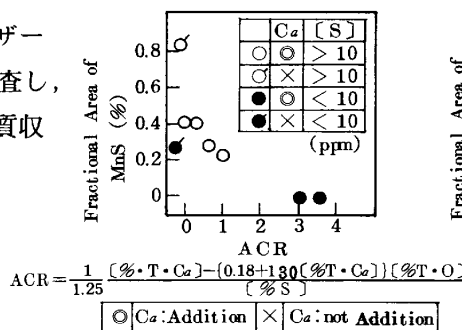 ザー
査し,
質収
Fractional Area of
MnS (%)
0.8
0.6
0.4
0.2
0
0 1 2 3 4
ACR
Ca [S]
○ ◎ > 10
○ × > 10
● ◎ < 10
● × < 10
(ppm)
Fractional Area of
ACR = 1/1.25 [%・T・Ca]−{0.18+130[%T・Ca]}[%T・O] / [%S]
◎ Ca:Addition × Ca:not Addition